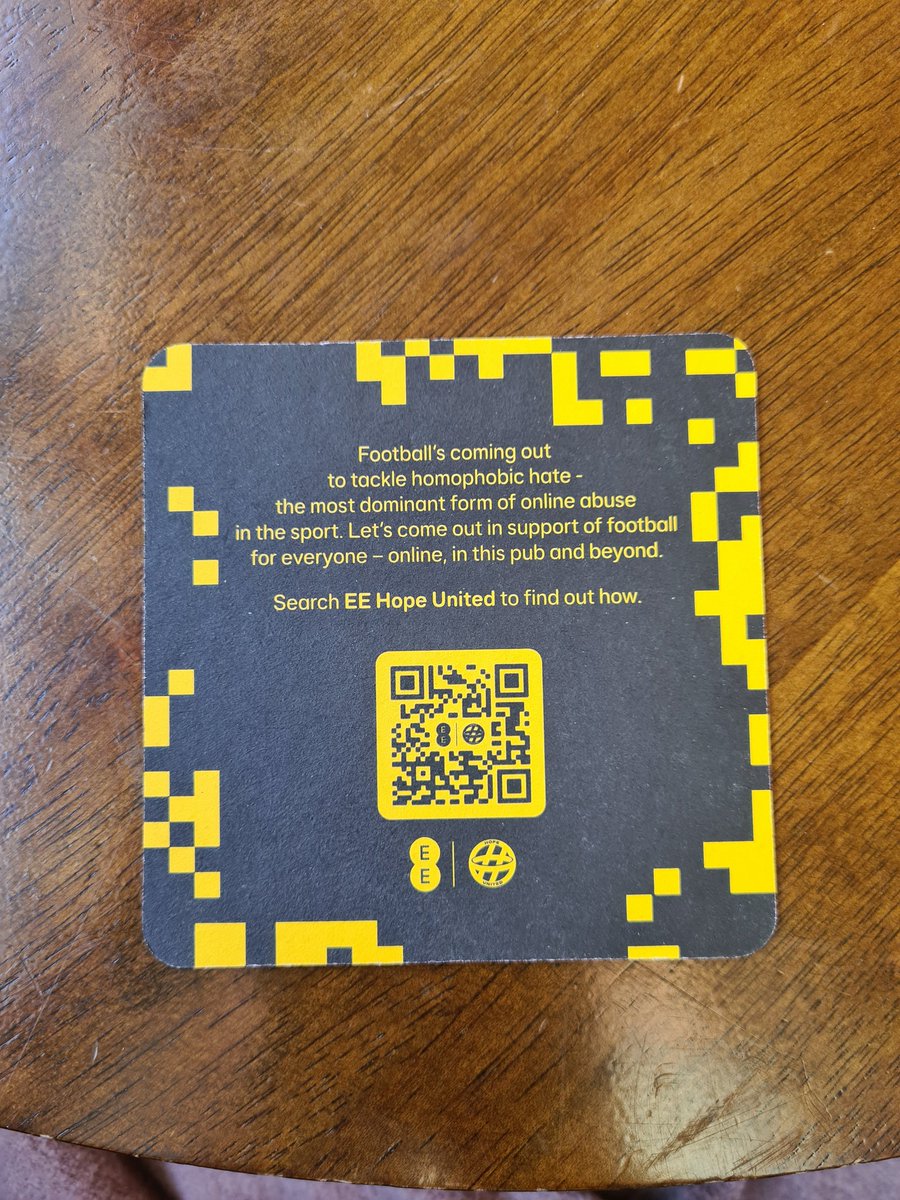 Football's coming out
to tackle homophobic hate -
the most dominant form of online abuse
in the sport. Let's come out in support of football
for everyone – online, in this pub and beyond.
Search EE Hope United to find out how.
E
E
E
E
HOPE
UNITED